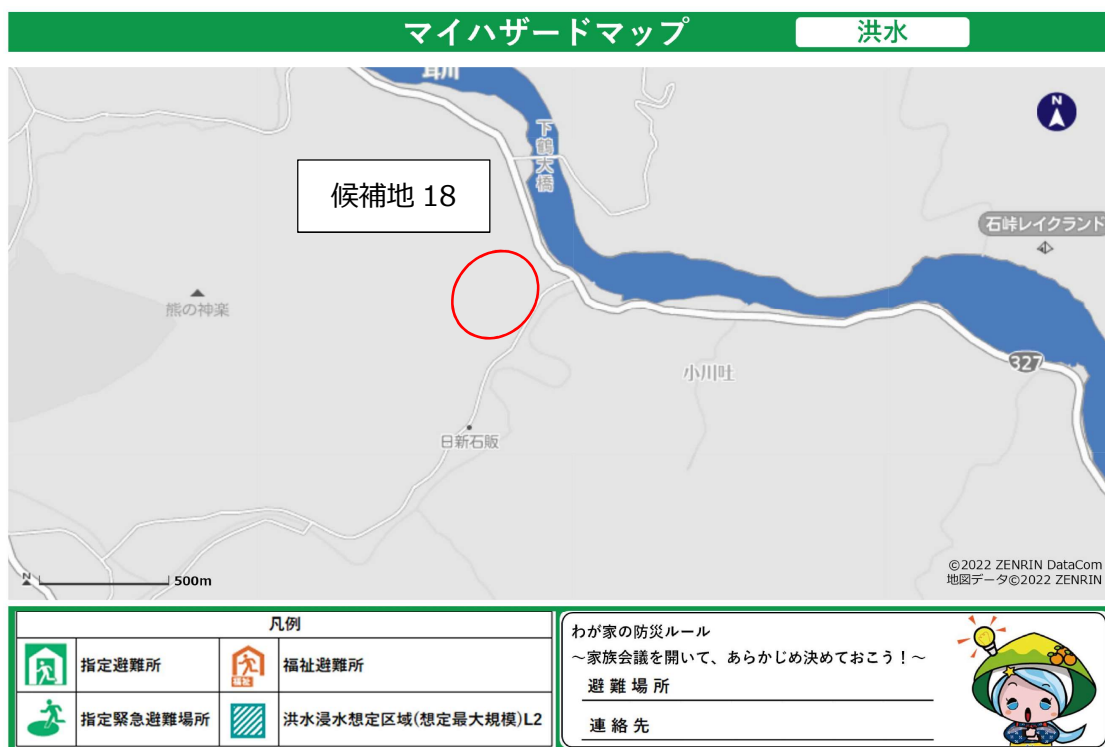 マイハザードマップ
洪水
耳川
N
下鶴大橋
候補地 18
石峠レイクランド
熊の神楽
小川吐
327
日新石販
N
500m
©2022 ZENRIN DataCom
地図データ©2022 ZENRIN
凡例
指定避難所
福祉
福祉避難所
指定緊急避難場所
洪水浸水想定区域(想定最大規模)L2
わが家の防災ルール
～家族会議を開いて、あらかじめ決めておこう！～
避難場所
連絡先